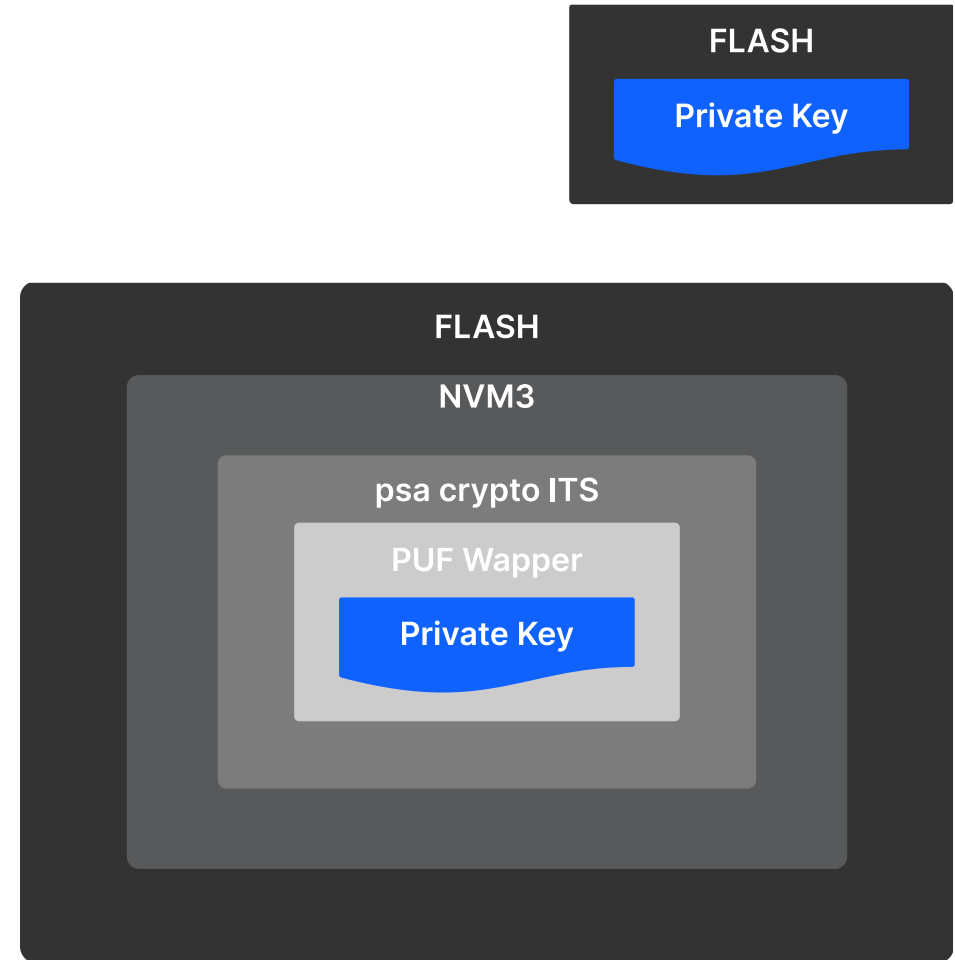 FLASH
Private Key
FLASH
NVM3
psa crypto ITS
PUF Wapper
Private Key